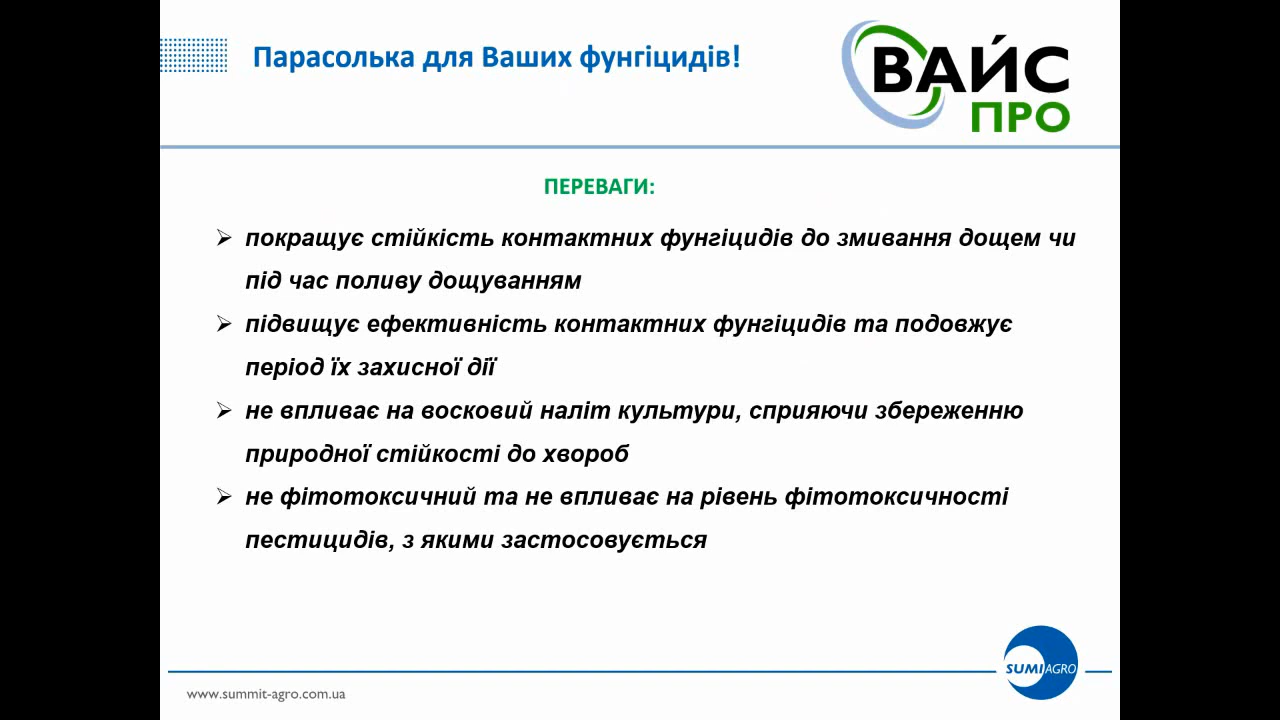 Парасолька для Ваших фунгіцидів!
ВАЙС
ПРО
ПЕРЕВАГИ:
покращує стійкість контактних фунгіцидів до змивання дощем чи
під час поливу дощуванням
підвищує ефективність контактних фунгіцидів та подовжує
період їх захисної дії
не впливає на восковий наліт культури, сприяючи збереженню
природної стійкості до хвороб
не фітотоксичний та не впливає на рівень фітотоксичності
пестицидів, з якими застосовується
SUMIAGRO
www.summit-agro.com.ua